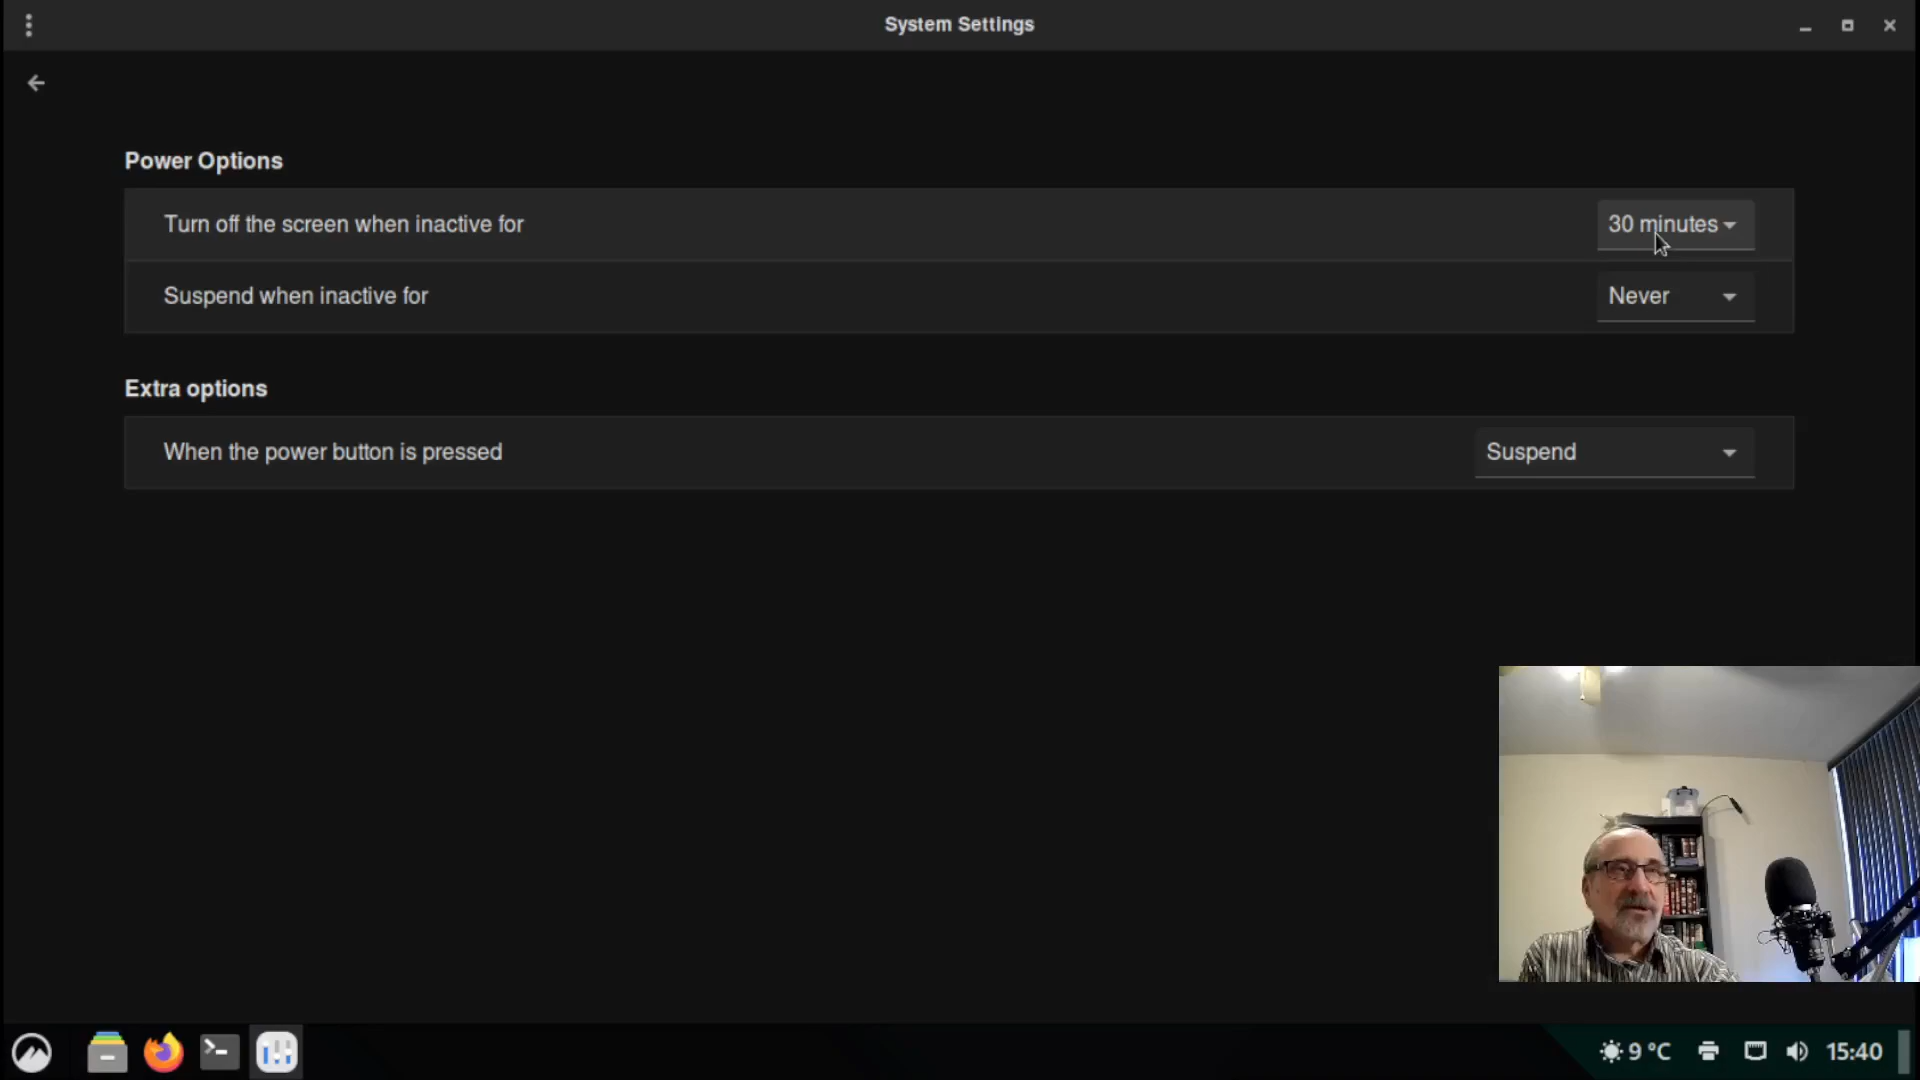 System Settings
Power Options
Turn off the screen when inactive for
30 minutes
Suspend when inactive for
Never
Extra options
When the power button is pressed
Suspend
9 °C
15:40